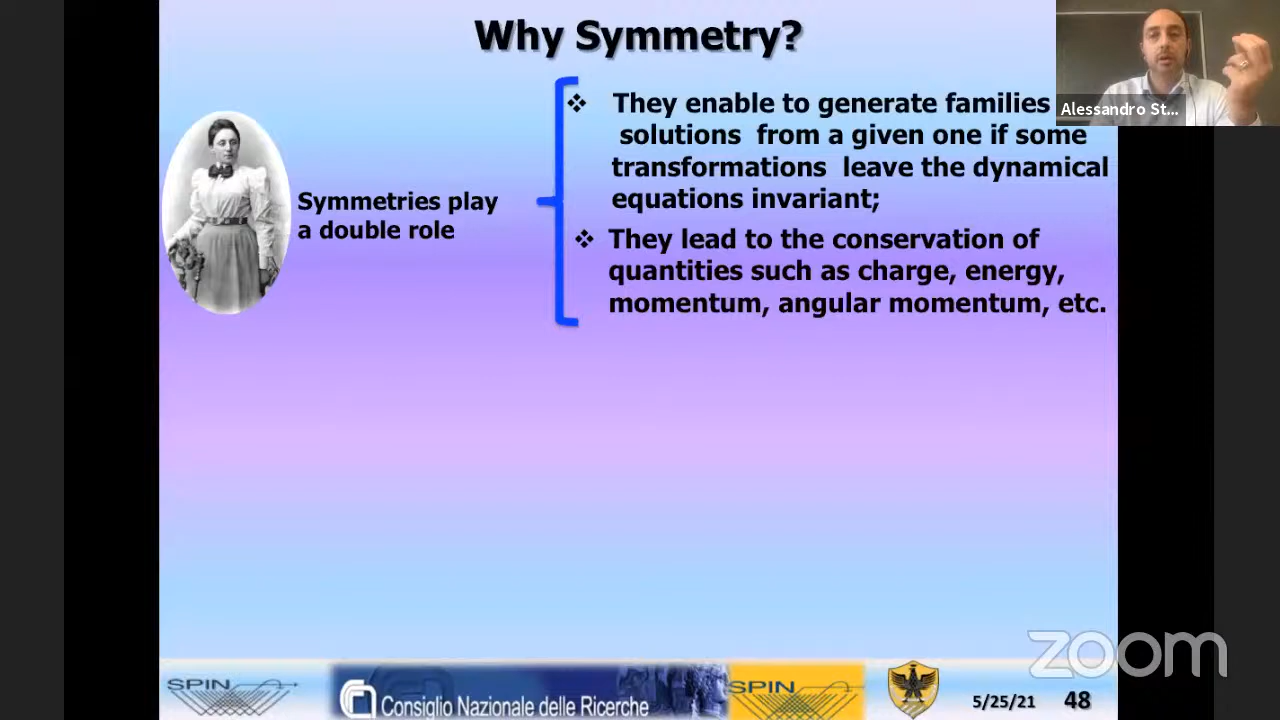 Why Symmetry?
Alessandro St...
❖ They enable to generate families
solutions from a given one if some
transformations leave the dynamical
equations invariant;
Symmetries play
a double role
❖ They lead to the conservation of
quantities such as charge, energy,
momentum, angular momentum, etc.
zoom
SPIN
Consiglio Nazionale delle Ricerche
SPIN
5/25/21 48